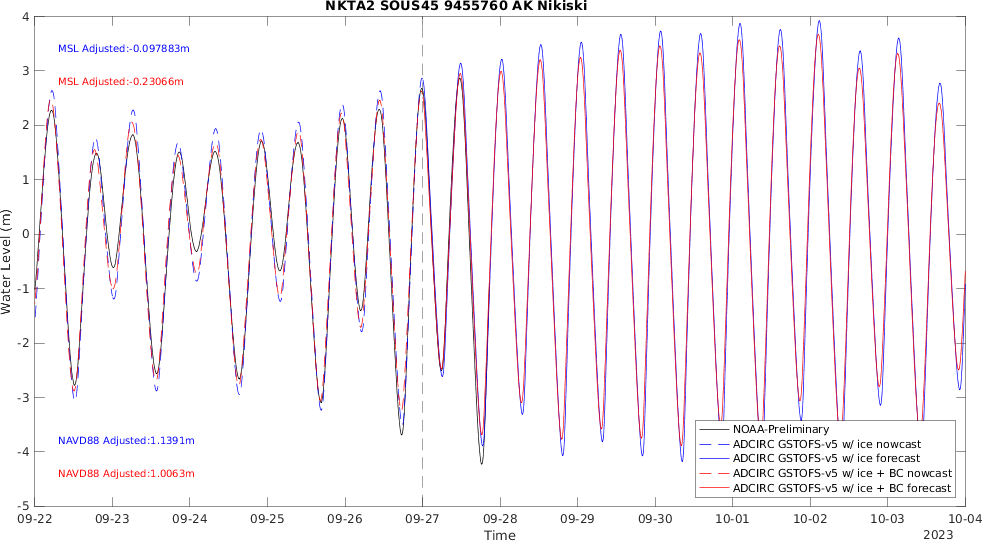 NKTA2 SOUS45 9455760 AK Nikiski
MSL Adjusted:-0.097883m
MSL Adjusted:-0.23066m
NAVD88 Adjusted:1.1391m
NAVD88 Adjusted:1.0063m
Water Level (m)
4
3
2
1
0
-1
-2
-3
-4
-5
NOAA-Preliminary
ADCIRC GSTOFS-v5 w/ ice nowcast
ADCIRC GSTOFS-v5 w/ ice forecast
ADCIRC GSTOFS-v5 w/ ice + BC nowcast
ADCIRC GSTOFS-v5 w/ ice + BC forecast
09-22 09-23 09-24 09-25 09-26 09-27 09-28 09-29 09-30 10-01 10-02 10-03 10-04
Time
2023